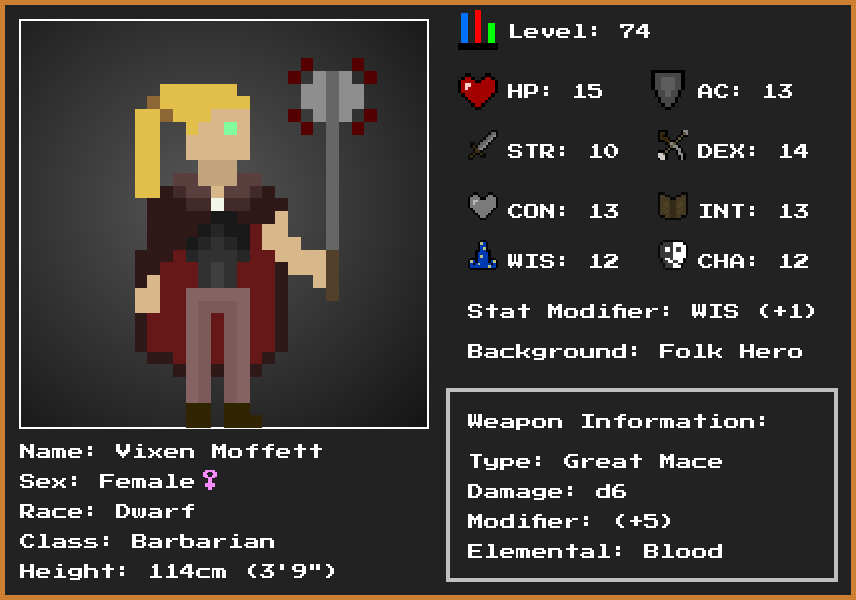 Level: 74
HP: 15
AC: 13
STR: 10
DEX: 14
CON: 13
INT: 13
WIS: 12
CHA: 12
Stat Modifier: WIS (+1)
Background: Folk Hero
Weapon Information:
Type: Great Mace
Damage: d6
Modifier: (+5)
Elemental: Blood
Name: Vixen Moffett
Sex: Female♀
Race: Dwarf
Class: Barbarian
Height: 114cm (3'9")